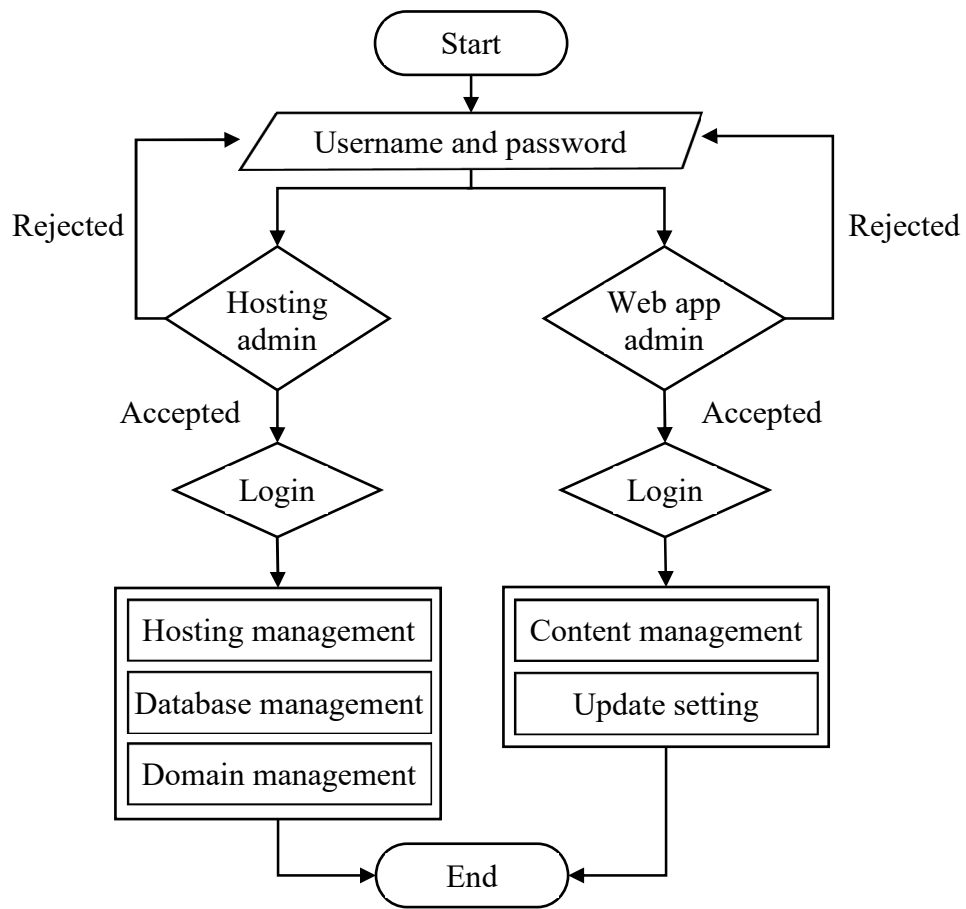 Start
Username and password
Rejected
Rejected
Hosting
admin
Web app
admin
Accepted
Accepted
Login
Login
Hosting management
Database management
Domain management
Content management
Update setting
End